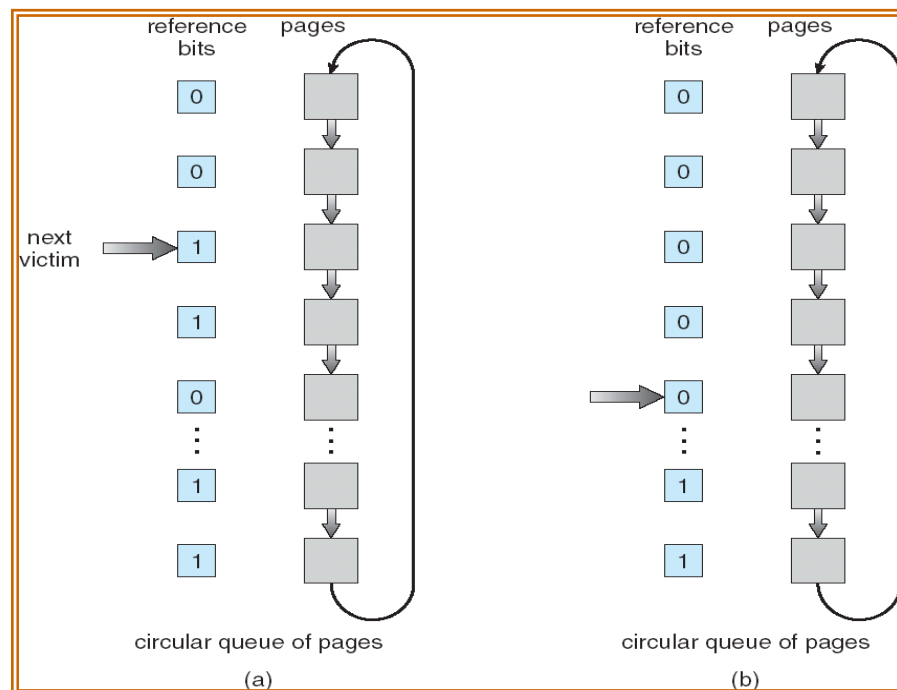 reference bits pages
0
0
next victim 1
1
0
1
1
circular queue of pages
(a)
reference bits pages
0
0
0
0
0
1
1
circular queue of pages
(b)